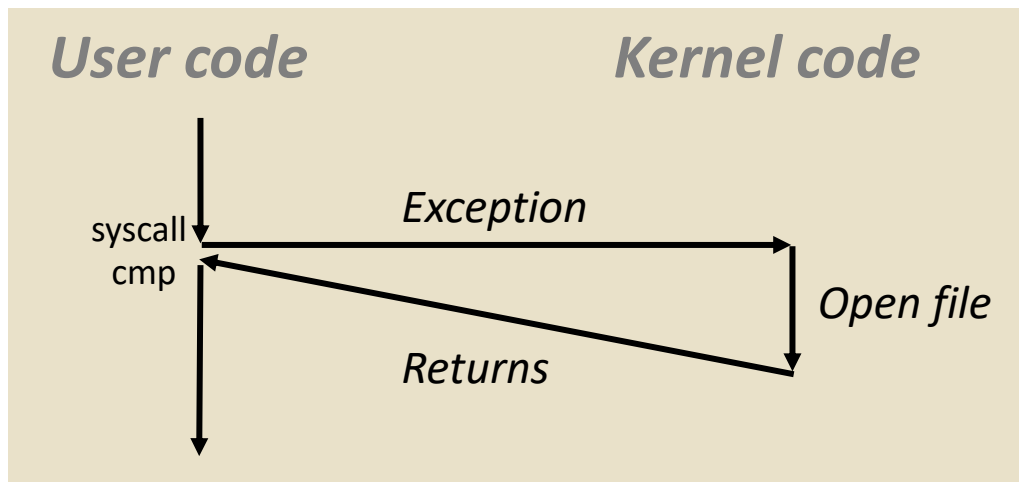 User code
Kernel code
Exception
syscall
cmp
Open file
Returns